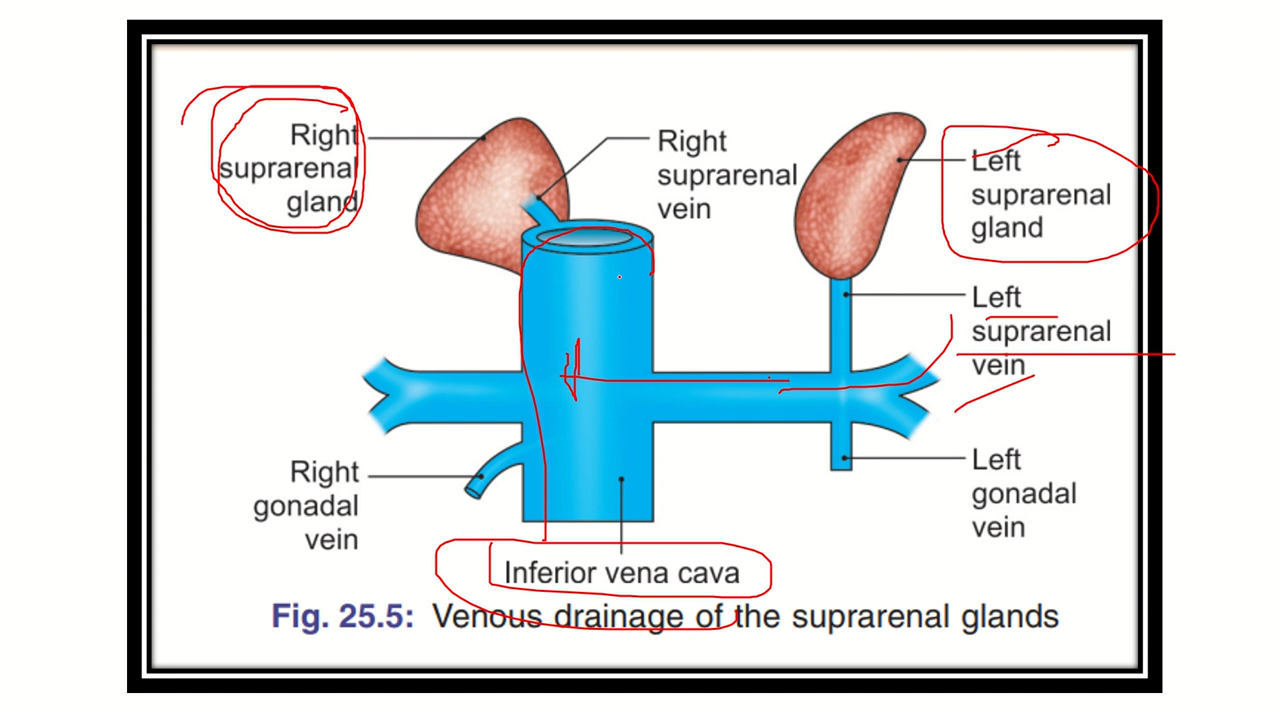 Right
suprarenal
gland
Right
suprarenal
vein
Left
suprarenal
gland
Left
suprarenal
vein
Right
gonadal
vein
Left
gonadal
vein
Inferior vena cava
Fig. 25.5: Venous drainage of the suprarenal glands